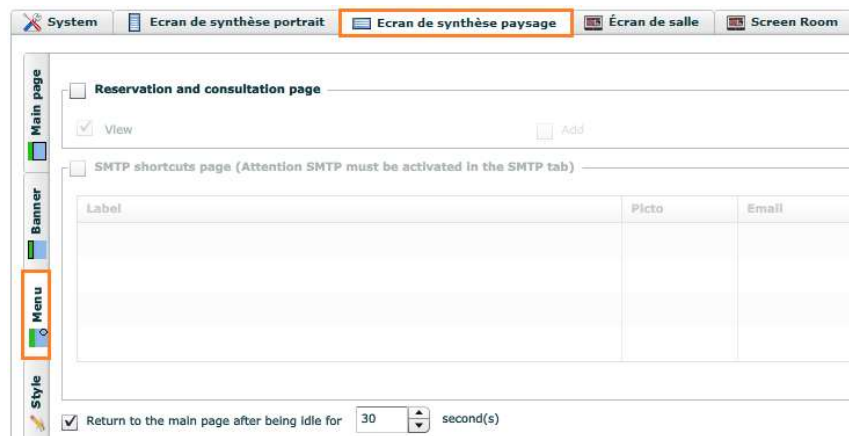 System Ecran de synthèse portrait Ecran de synthèse paysage Écran de salle Screen Room
Main page
Banner
Menu
Style
Reservation and consultation page
View Add
SMTP shortcuts page (Attention SMTP must be activated in the SMTP tab)
Label Picto Email
Return to the main page after being idle for 30 second(s)